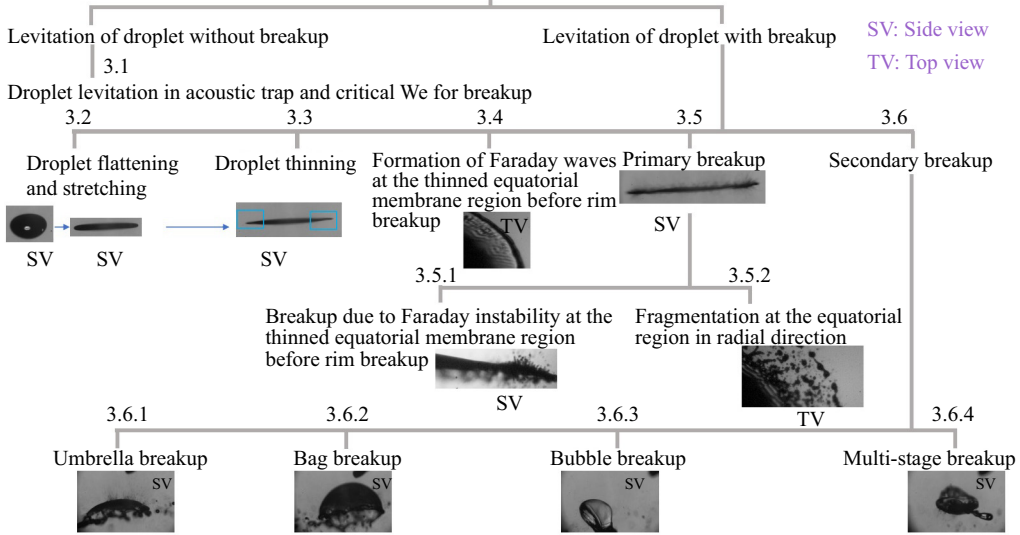 Levitation of droplet without breakup
Levitation of droplet with breakup
SV: Side view
TV: Top view
3.1
Droplet levitation in acoustic trap and critical We for breakup
3.2
3.3
3.4
3.5
3.6
Droplet flattening
and stretching
SV
SV
Droplet thinning
SV
Formation of Faraday waves
at the thinned equatorial
membrane region before rim
breakup
TV
Primary breakup
SV
Secondary breakup
3.5.1
3.5.2
Breakup due to Faraday instability at the
thinned equatorial membrane region
before rim breakup
SV
Fragmentation at the equatorial
region in radial direction
TV
3.6.1
3.6.2
3.6.3
3.6.4
Umbrella breakup
SV
Bag breakup
SV
Bubble breakup
SV
Multi-stage breakup
SV